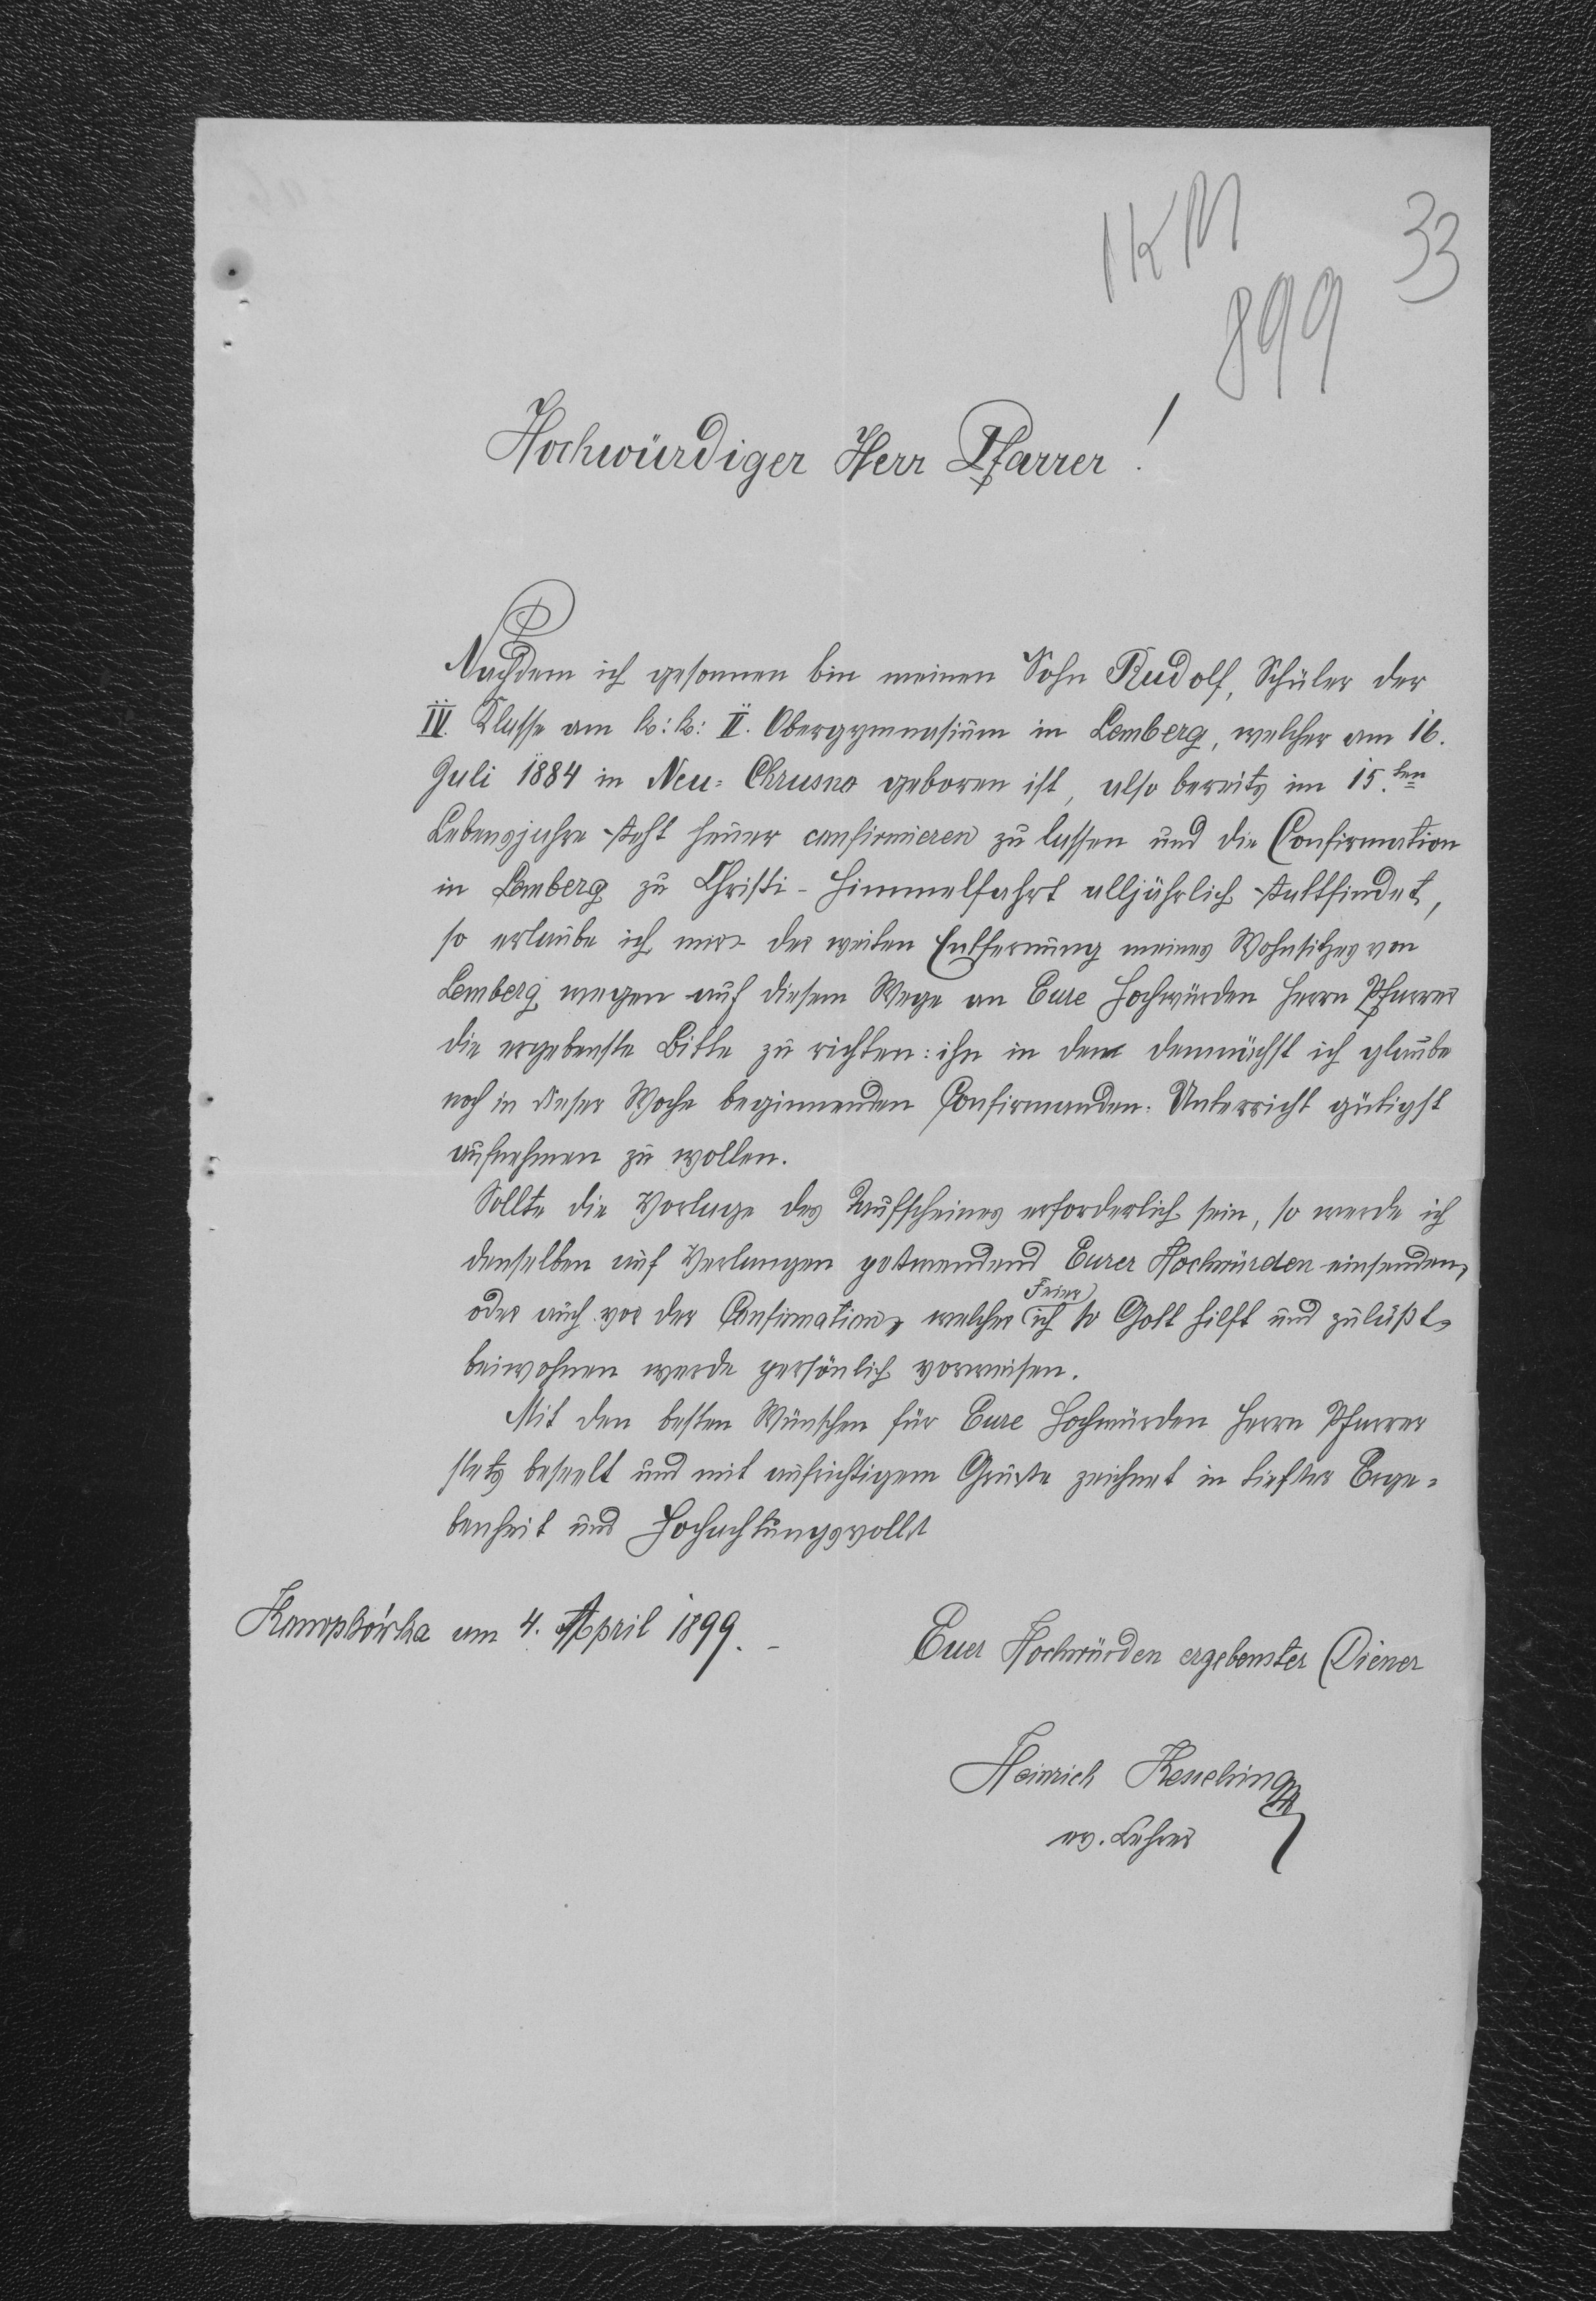 1KM
33
899
Hochwürdiger Herr Pfarrer!
Nachdem ich gesonnen bin meinen Sohn Rudolf, Schüler der
IV. Klasse am k: k: II. Obergymnasium in Lemberg, welcher am 16.
Juli 1884 in Neu= Chrusno geboren ist, also bereits im 15.ten
Lebensjahre steht heuer confirmieren zu lassen und die Confirmation
in Lemberg zu Christi-Himmelfahrt alljährlich stattfindet,
so erlaube ich mir der weiten Entfernung meines Wohnsitzes von
Lemberg wegen auf diesem Wege an Eure Hochwürden Herrn Pfarrer
die ergebenste Bitte zu richten: ihn in den demnächst ich glaube
noch in dieser Woche beginnenden Confirmanden= Unterricht gütigst
aufnehmen zu wollen.
Sollte die Vorlage des Taufscheines erforderlich sein, so werde ich
denselben auf Verlangen postwendend Eurer Hochwürden einsenden,
oder auch vor der Confirmation, welcher Feier ich so Gott hilft und zuläßt,
beiwohnen werde persönlich vorweisen.
Mit den besten Wünschen für Eure Hochwürden Herrn Pfarrer
stets beseelt und mit aufrichtigem Gruße zeichnet in tiefster Erge=
benheit und Hochachtungsvollst
am 4. April 1899.-
Euer Hochwürden ergebenster Diener
Heinrich Kesselring
ev. Lehrer